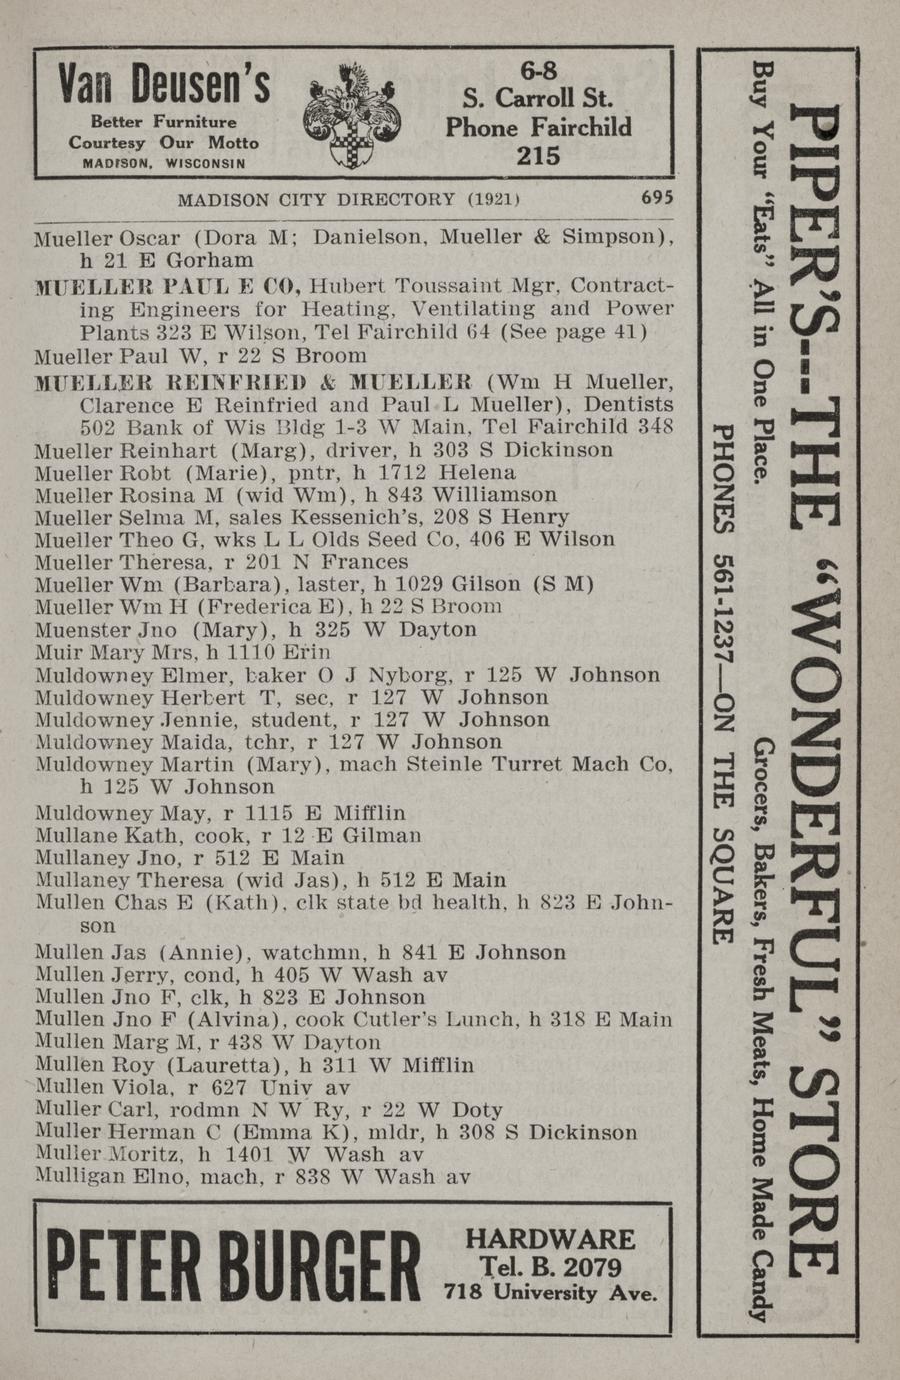 Van Deusen's
Better Furniture
Courtesy Our Motto
MADISON, WISCONSIN
6-8
S. Carroll St.
Phone Fairchild
215
MADISON CITY DIRECTORY (1921) 695
Mueller Oscar (Dora M; Danielson, Mueller & Simpson),
h 21 E Gorham
MUELLER PAUL E CO, Hubert Toussaint Mgr, Contract-
ing Engineers for Heating, Ventilating and Power
Plants 323 E Wilson, Tel Fairchild 64 (See page 41)
Mueller Paul W, r 22 S Broom
MUELLER REINFRIED & MUELLER (Wm H Mueller,
Clarence E Reinfried and Paul L Mueller), Dentists
502 Bank of Wis Bldg 1-3 W Main, Tel Fairchild 348
Mueller Reinhart (Marg), driver, h 303 S Dickinson
Mueller Robt (Marie), pntr, h 1712 Helena
Mueller Rosina M (wid Wm), h 843 Williamson
Mueller Selma M, sales Kessenich's, 208 S Henry
Mueller Theo G, wks L L Olds Seed Co, 406 E Wilson
Mueller Theresa, r 201 N Frances
Mueller Wm (Barbara), laster, h 1029 Gilson (S M)
Mueller Wm H (Frederica E), h 22 S Broom
Muenster Jno (Mary), h 325 W Dayton
Muir Mary Mrs, h 1110 Erin
Muldowney Elmer, baker O J Nyborg, r 125 W Johnson
Muldowney Herbert T, sec, r 127 W Johnson
Muldowney Jennie, student, r 127 W Johnson
Muldowney Maida, tchr, r 127 W Johnson
Muldowney Martin (Mary), mach Steinle Turret Mach Co,
h 125 W Johnson
Muldowney May, r 1115 E Mifflin
Mullane Kath, cook, r 12 E Gilman
Mullaney Jno, r 512 E Main
Mullaney Theresa (wid Jas), h 512 E Main
Mullen Chas E (Kath), clk state bd health, h 823 E John-
son
Mullen Jas (Annie), watchmn, h 841 E Johnson
Mullen Jerry, cond, h 405 W Wash av
Mullen Jno F, clk, h 823 E Johnson
Mullen Jno F (Alvina), cook Cutler's Lunch, h 318 E Main
Mullen Marg M, r 438 W Dayton
Mullen Roy (Lauretta), h 311 W Mifflin
Mullen Viola, r 627 Univ av
Muller Carl, rodmn N W Ry, r 22 W Doty
Muller Herman C (Emma K), mldr, h 308 S Dickinson
Muller Moritz, h 1401 W Wash av
Mulligan Elno, mach, r 838 W Wash av
PETER BURGER
HARDWARE
Tel. B. 2079
718 University Ave.
PIPER'S---THE "WONDERFUL" STORE
Buy Your "Eats" All in One Place. Grocers, Bakers, Fresh Meats, Home Made Candy
PHONES 561-1237—ON THE SQUARE